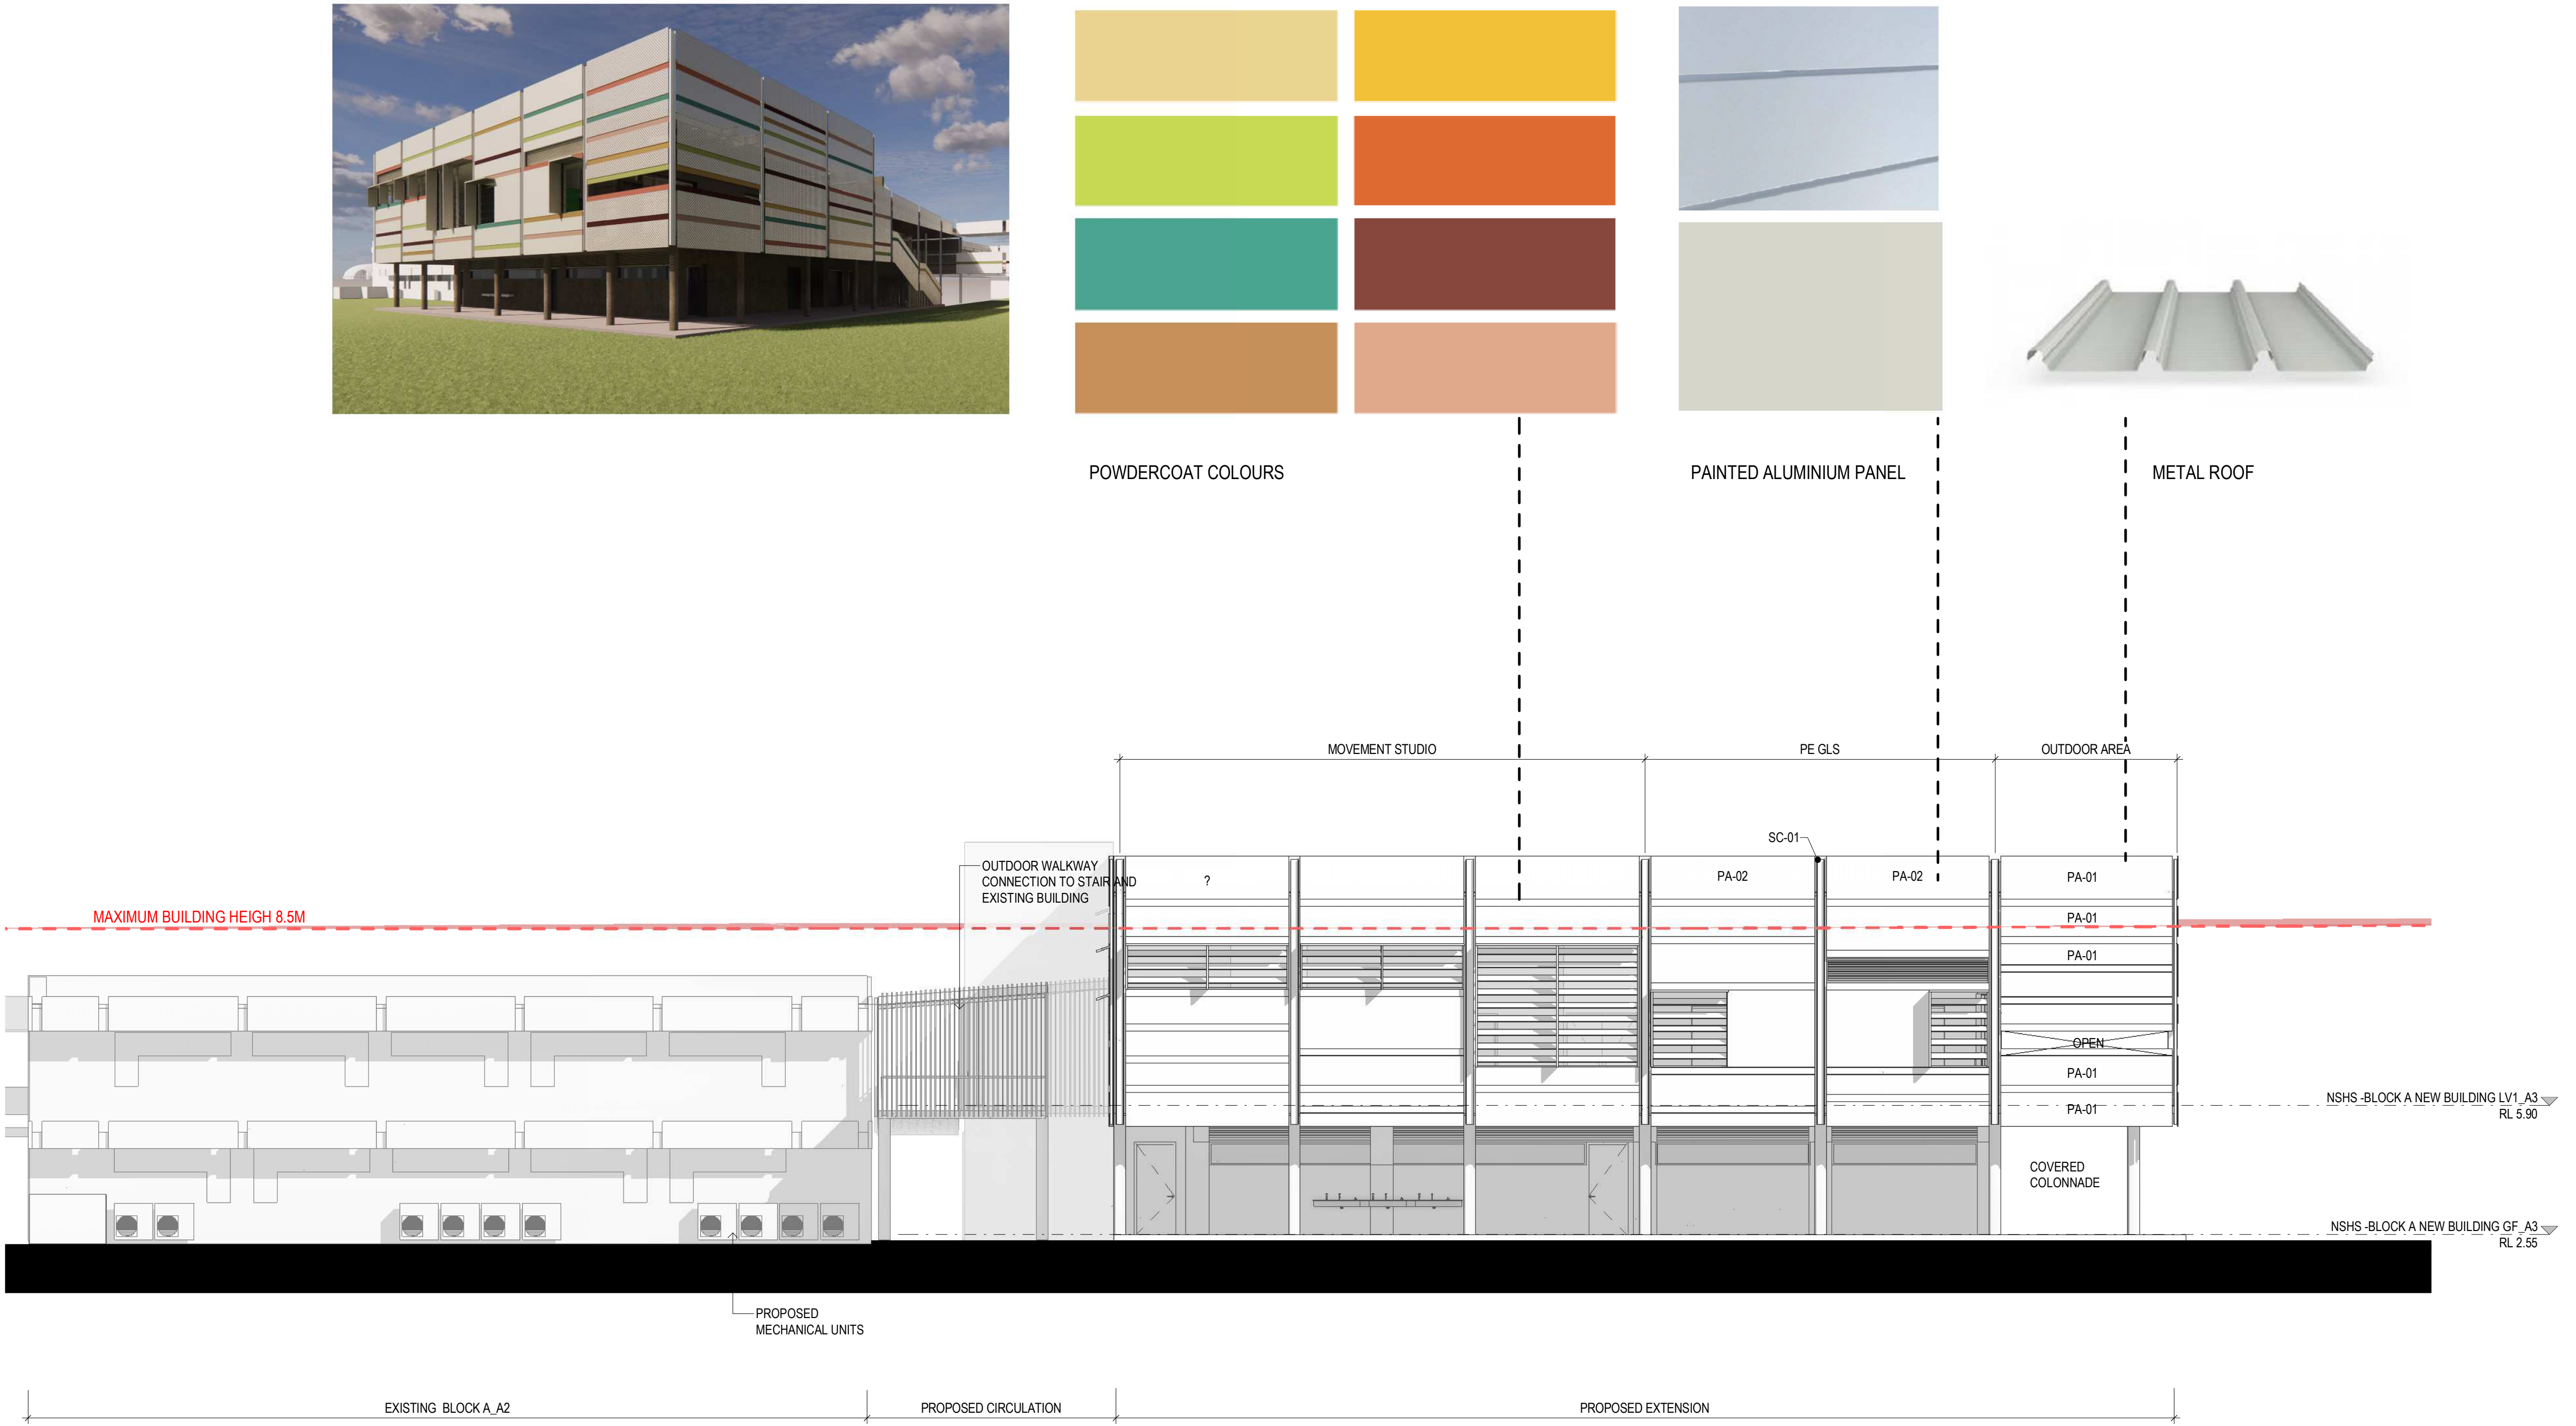 POWDERCOAT COLOURS
PAINTED ALUMINIUM PANEL
METAL ROOF
MOVEMENT STUDIO
PE GLS
OUTDOOR AREA
SC-01
OUTDOOR WALKWAY
CONNECTION TO STAIR AND
EXISTING BUILDING
?
PA-02
PA-02
PA-01
MAXIMUM BUILDING HEIGH 8.5M
PA-01
PA-01
OPEN
PA-01
PA-01
NSHS -BLOCK A NEW BUILDING LV1_A3
RL 5.90
COVERED
COLONNADE
NSHS -BLOCK A NEW BUILDING GF_A3
RL 2.55
PROPOSED
MECHANICAL UNITS
EXISTING BLOCK A_A2
PROPOSED CIRCULATION
PROPOSED EXTENSION